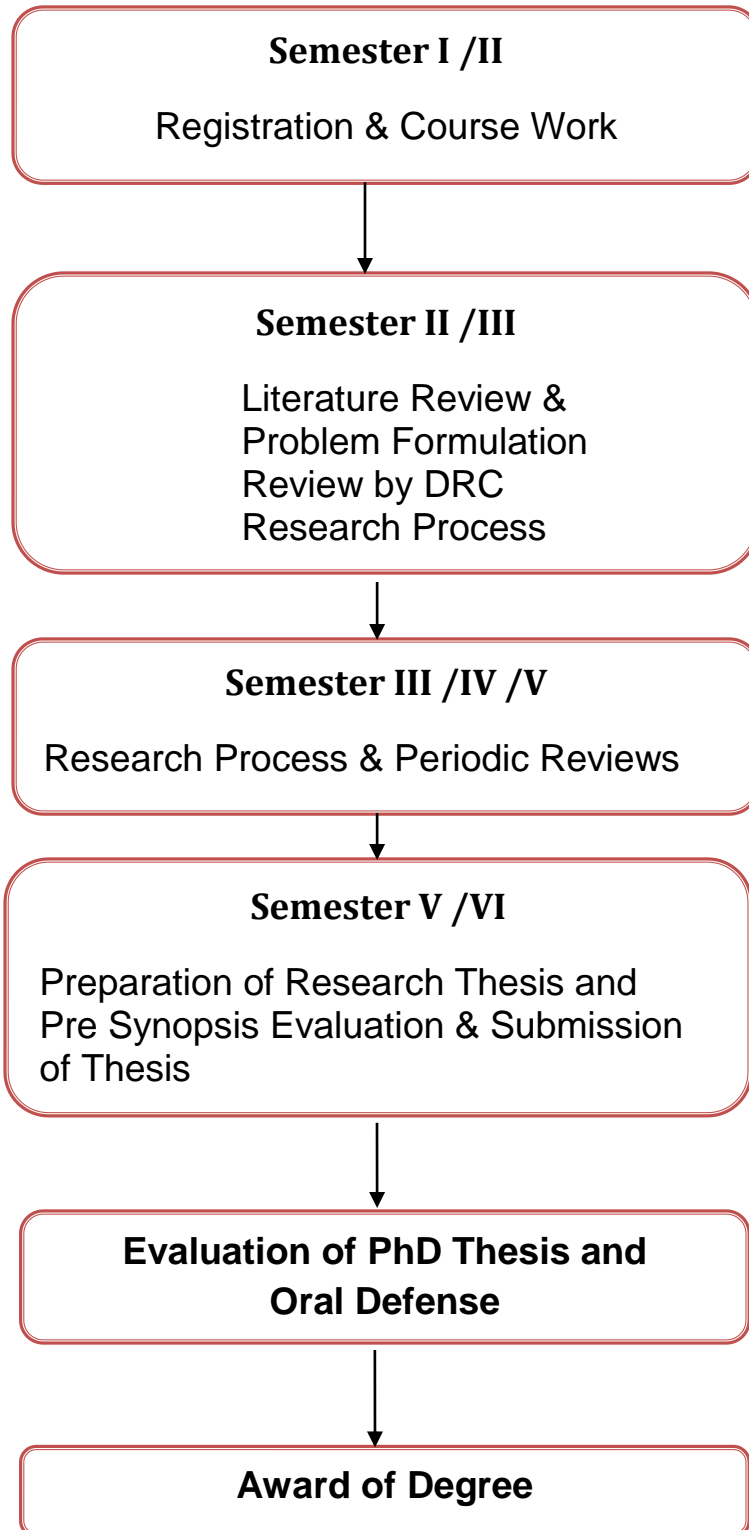 Semester I /II
Registration & Course Work
Semester II /III
Literature Review &
Problem Formulation
Review by DRC
Research Process
Semester III /IV /V
Research Process & Periodic Reviews
Semester V /VI
Preparation of Research Thesis and
Pre Synopsis Evaluation & Submission
of Thesis
Evaluation of PhD Thesis and
Oral Defense
Award of Degree